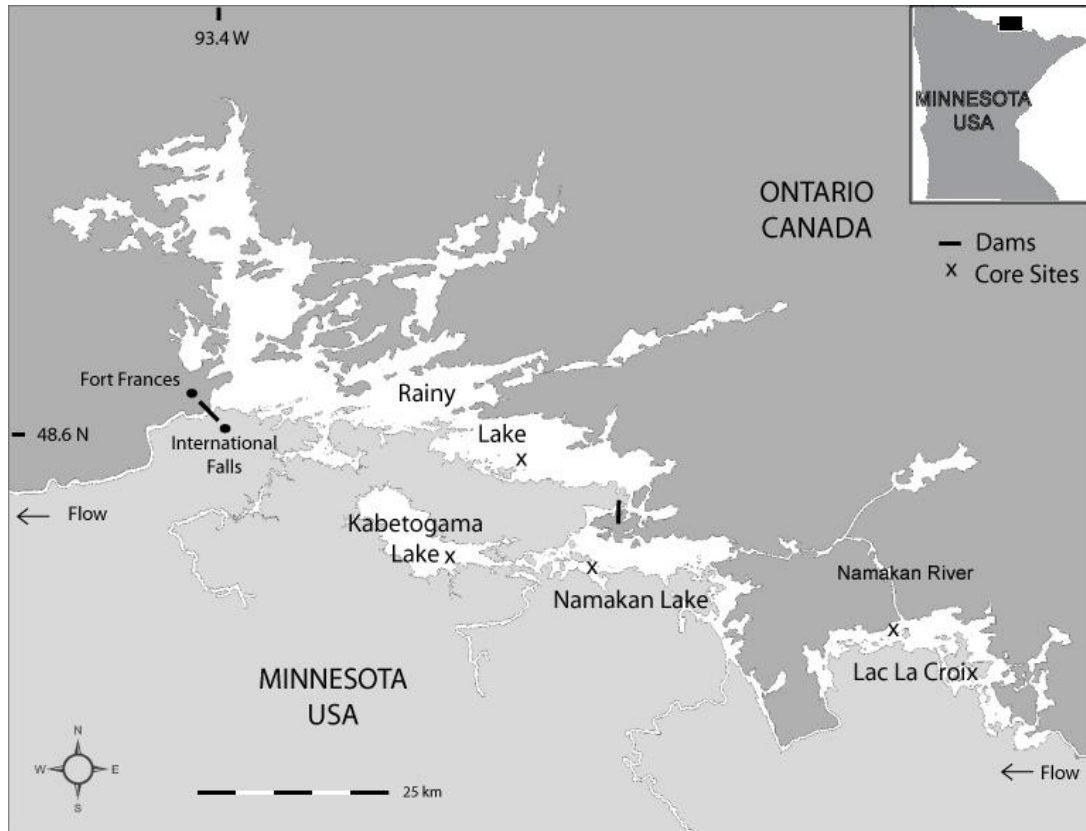 93.4 W
MINNESOTA
USA
ONTARIO
CANADA
Dams
x Core Sites
Fort Frances
Rainy
48.6 N
International
Falls
Lake
x
Flow
Kabetogama
Lake x
x
Namakan Lake
Namakan River
x
Lac La Croix
MINNESOTA
USA
N
W E
S
25 km
Flow